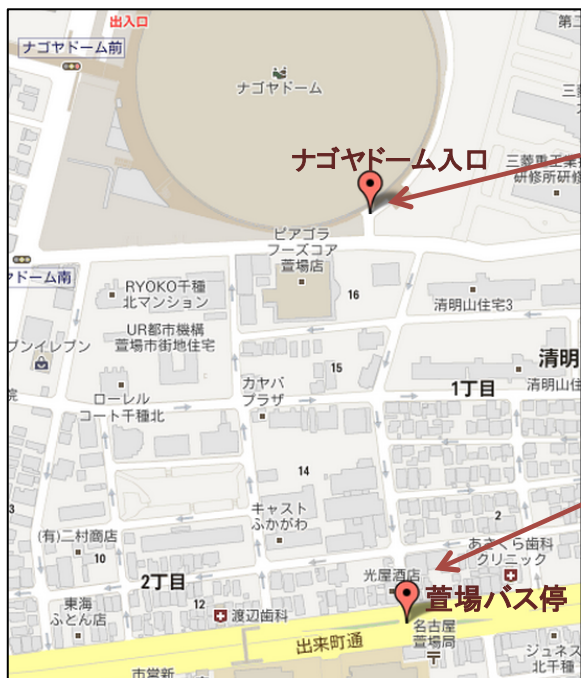 出入口
第二
ナゴヤドーム前
ナゴヤドーム
ナゴヤドーム入口
三菱重工業
研修所研修
ピアゴラ
フーズコア
萱場店
ヤドーム南
RYOKO千種
北マンション
16
清明山住宅3
UR都市機構
萱場市街地住宅
ブンイレブン
15
清明
カヤバ
プラザ
1丁目
清明山住
ローレル
コート千種北
院
14
3
キャスト
ふかがわ
2
(有)二村商店
10
あさくら歯科
クリニック
2丁目
光屋酒店
萱場バス停
東海
ふとん店
12
渡辺歯科
名古屋
萱場局
出来町通
ジュネス
北千種
市営新